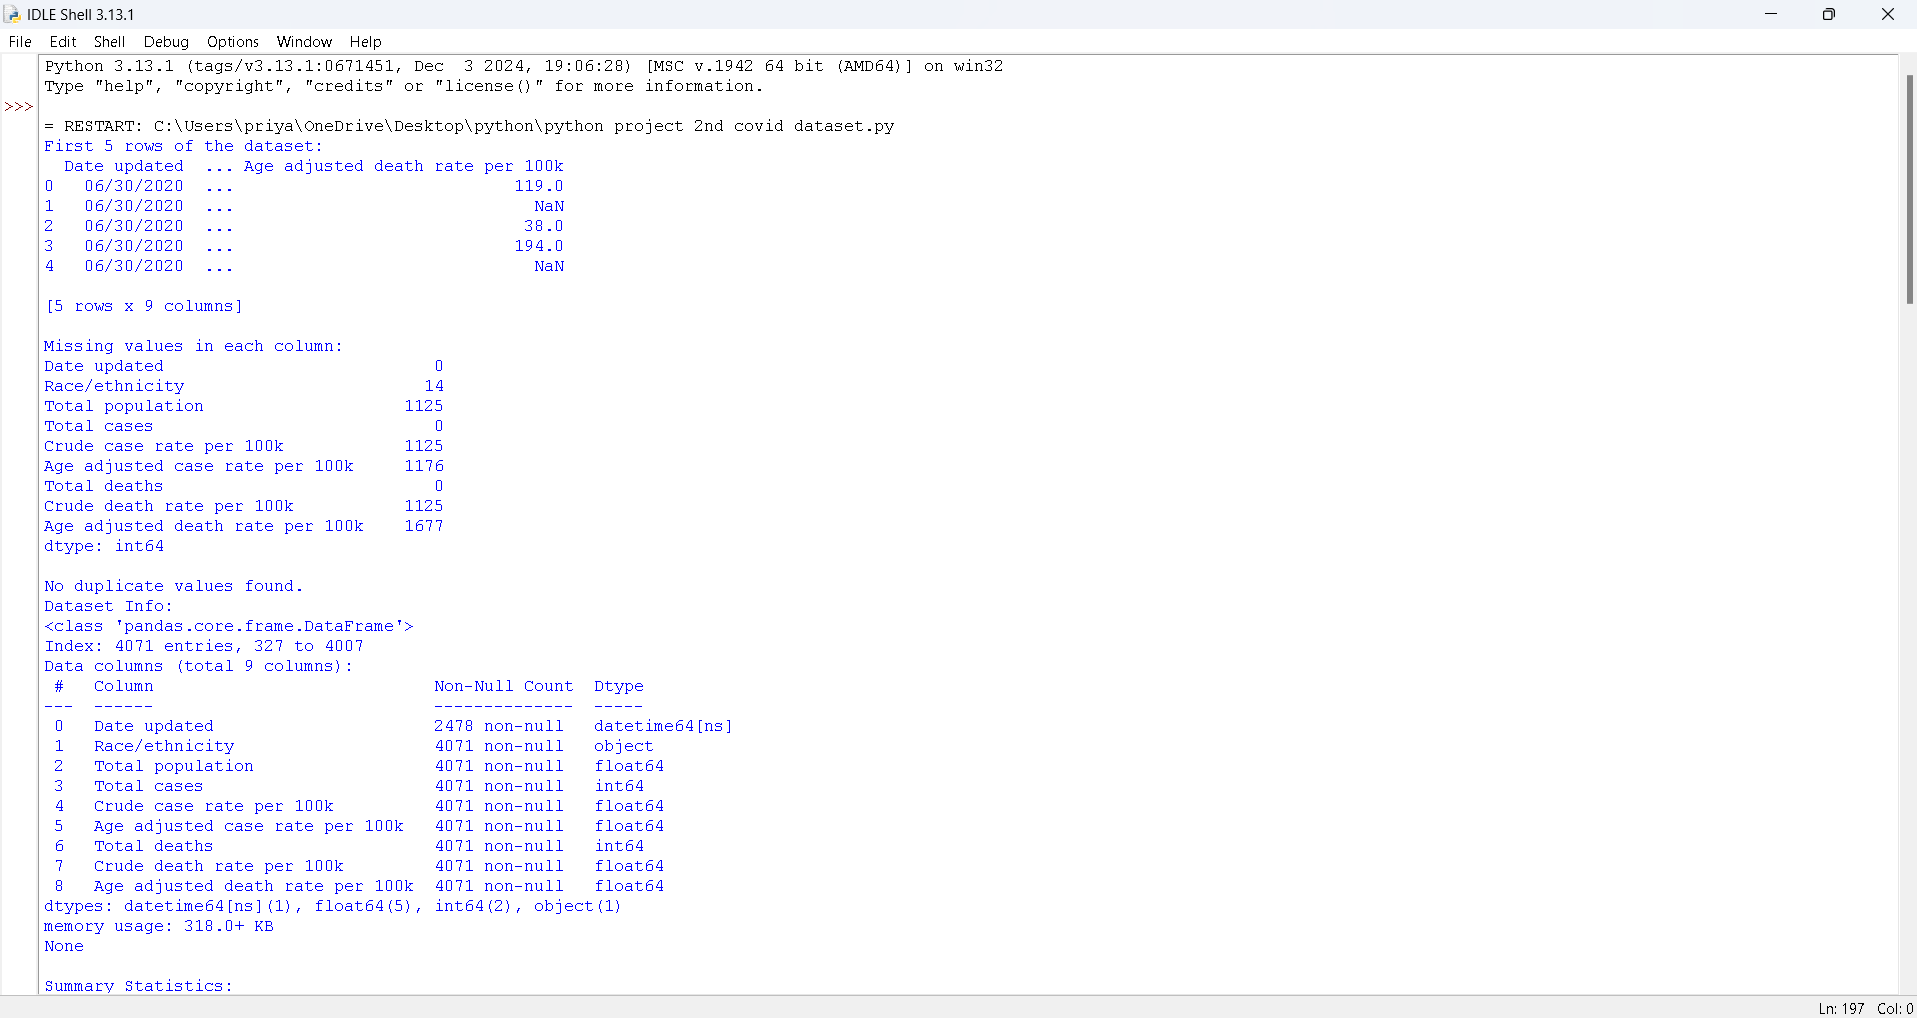 IDLE Shell 3.13.1
File Edit Shell Debug Options Window Help
Python 3.13.1 (tags/v3.13.1:0671451, Dec  3 2024, 19:06:28) [MSC v.1942 64 bit (AMD64)] on win32
Type "help", "copyright", "credits" or "license()" for more information.
>>>
= RESTART: C:\Users\priya\OneDrive\Desktop\python\python project 2nd covid dataset.py
First 5 rows of the dataset:
  Date updated  ... Age adjusted death rate per 100k
0   06/30/2020  ...                            119.0
1   06/30/2020  ...                              NaN
2   06/30/2020  ...                             38.0
3   06/30/2020  ...                            194.0
4   06/30/2020  ...                              NaN
[5 rows x 9 columns]
Missing values in each column:
Date updated                           0
Race/ethnicity                        14
Total population                    1125
Total cases                            0
Crude case rate per 100k            1125
Age adjusted case rate per 100k     1176
Total deaths                           0
Crude death rate per 100k           1125
Age adjusted death rate per 100k    1677
dtype: int64
No duplicate values found.
Dataset Info:
<class 'pandas.core.frame.DataFrame'>
Index: 4071 entries, 327 to 4007
Data columns (total 9 columns):
 #   Column                            Non-Null Count  Dtype
---  ------                            --------------  -----
 0   Date updated                      2478 non-null   datetime64[ns]
 1   Race/ethnicity                    4071 non-null   object
 2   Total population                  4071 non-null   float64
 3   Total cases                       4071 non-null   int64
 4   Crude case rate per 100k          4071 non-null   float64
 5   Age adjusted case rate per 100k   4071 non-null   float64
 6   Total deaths                      4071 non-null   int64
 7   Crude death rate per 100k         4071 non-null   float64
 8   Age adjusted death rate per 100k  4071 non-null   float64
dtypes: datetime64[ns](1), float64(5), int64(2), object(1)
memory usage: 318.0+ KB
None
Summary Statistics:
Ln: 197 Col: 0